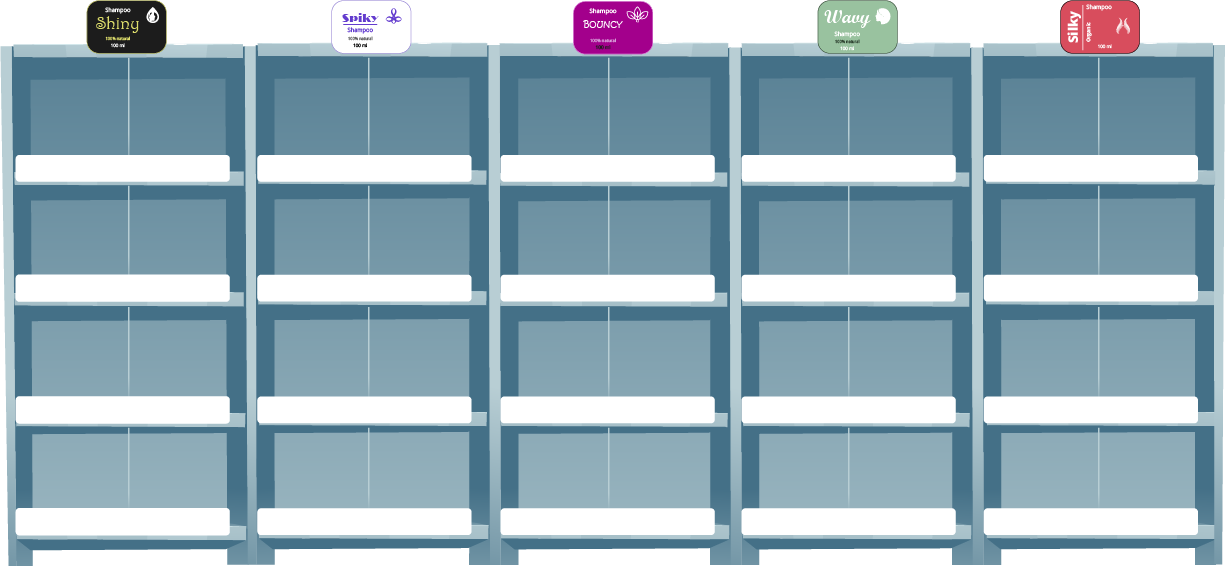 Shampoo
Shiny
100% natural
100 ml
Spiky
Shampoo
100% natural
100 ml
Shampoo
BOUNCY
100% natural
100 ml
Wavy
Shampoo
100% natural
100 ml
Shampoo
Silky
Organic
100 ml